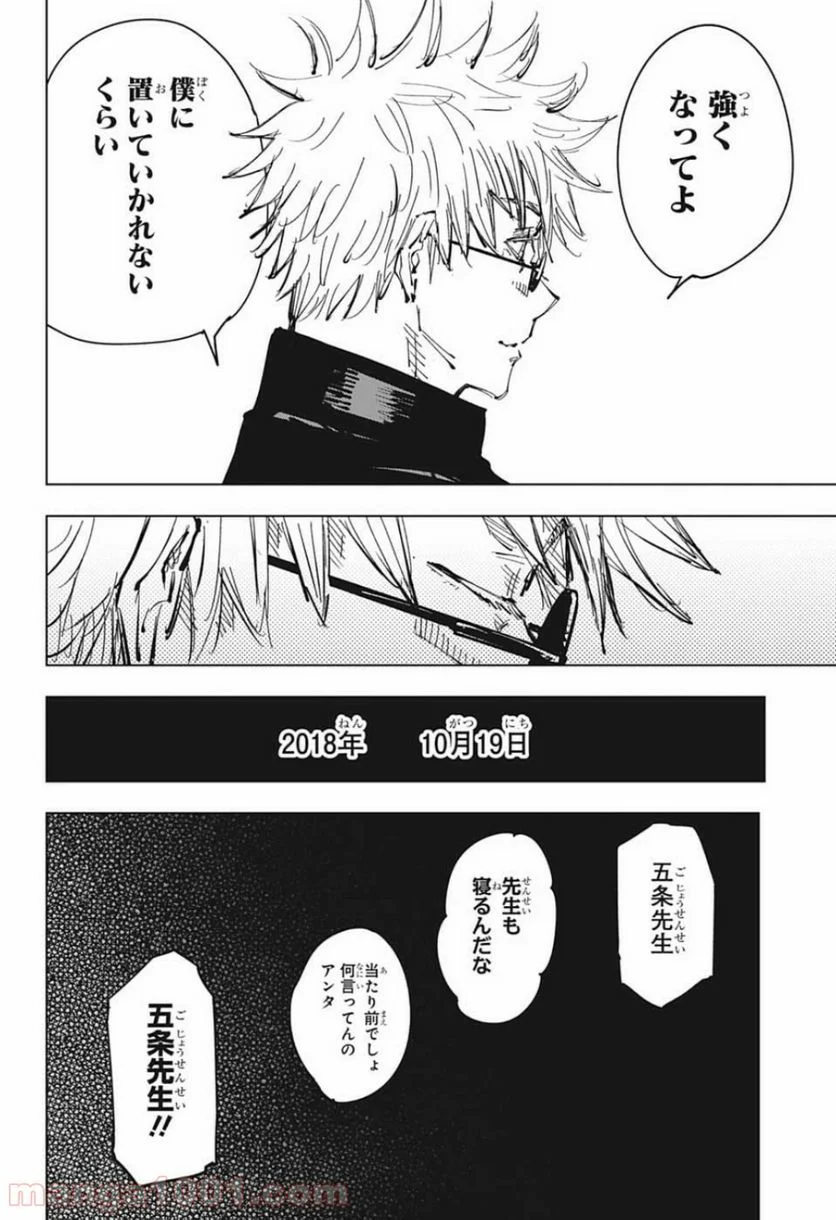 強く
なってよ
僕に
置いていかれない
くらい
2018年 10月19日
五条先生
先生も
寝るんだな
当たり前でしょ
何言ってんの
アンタ
五条先生!!
manga1001.com